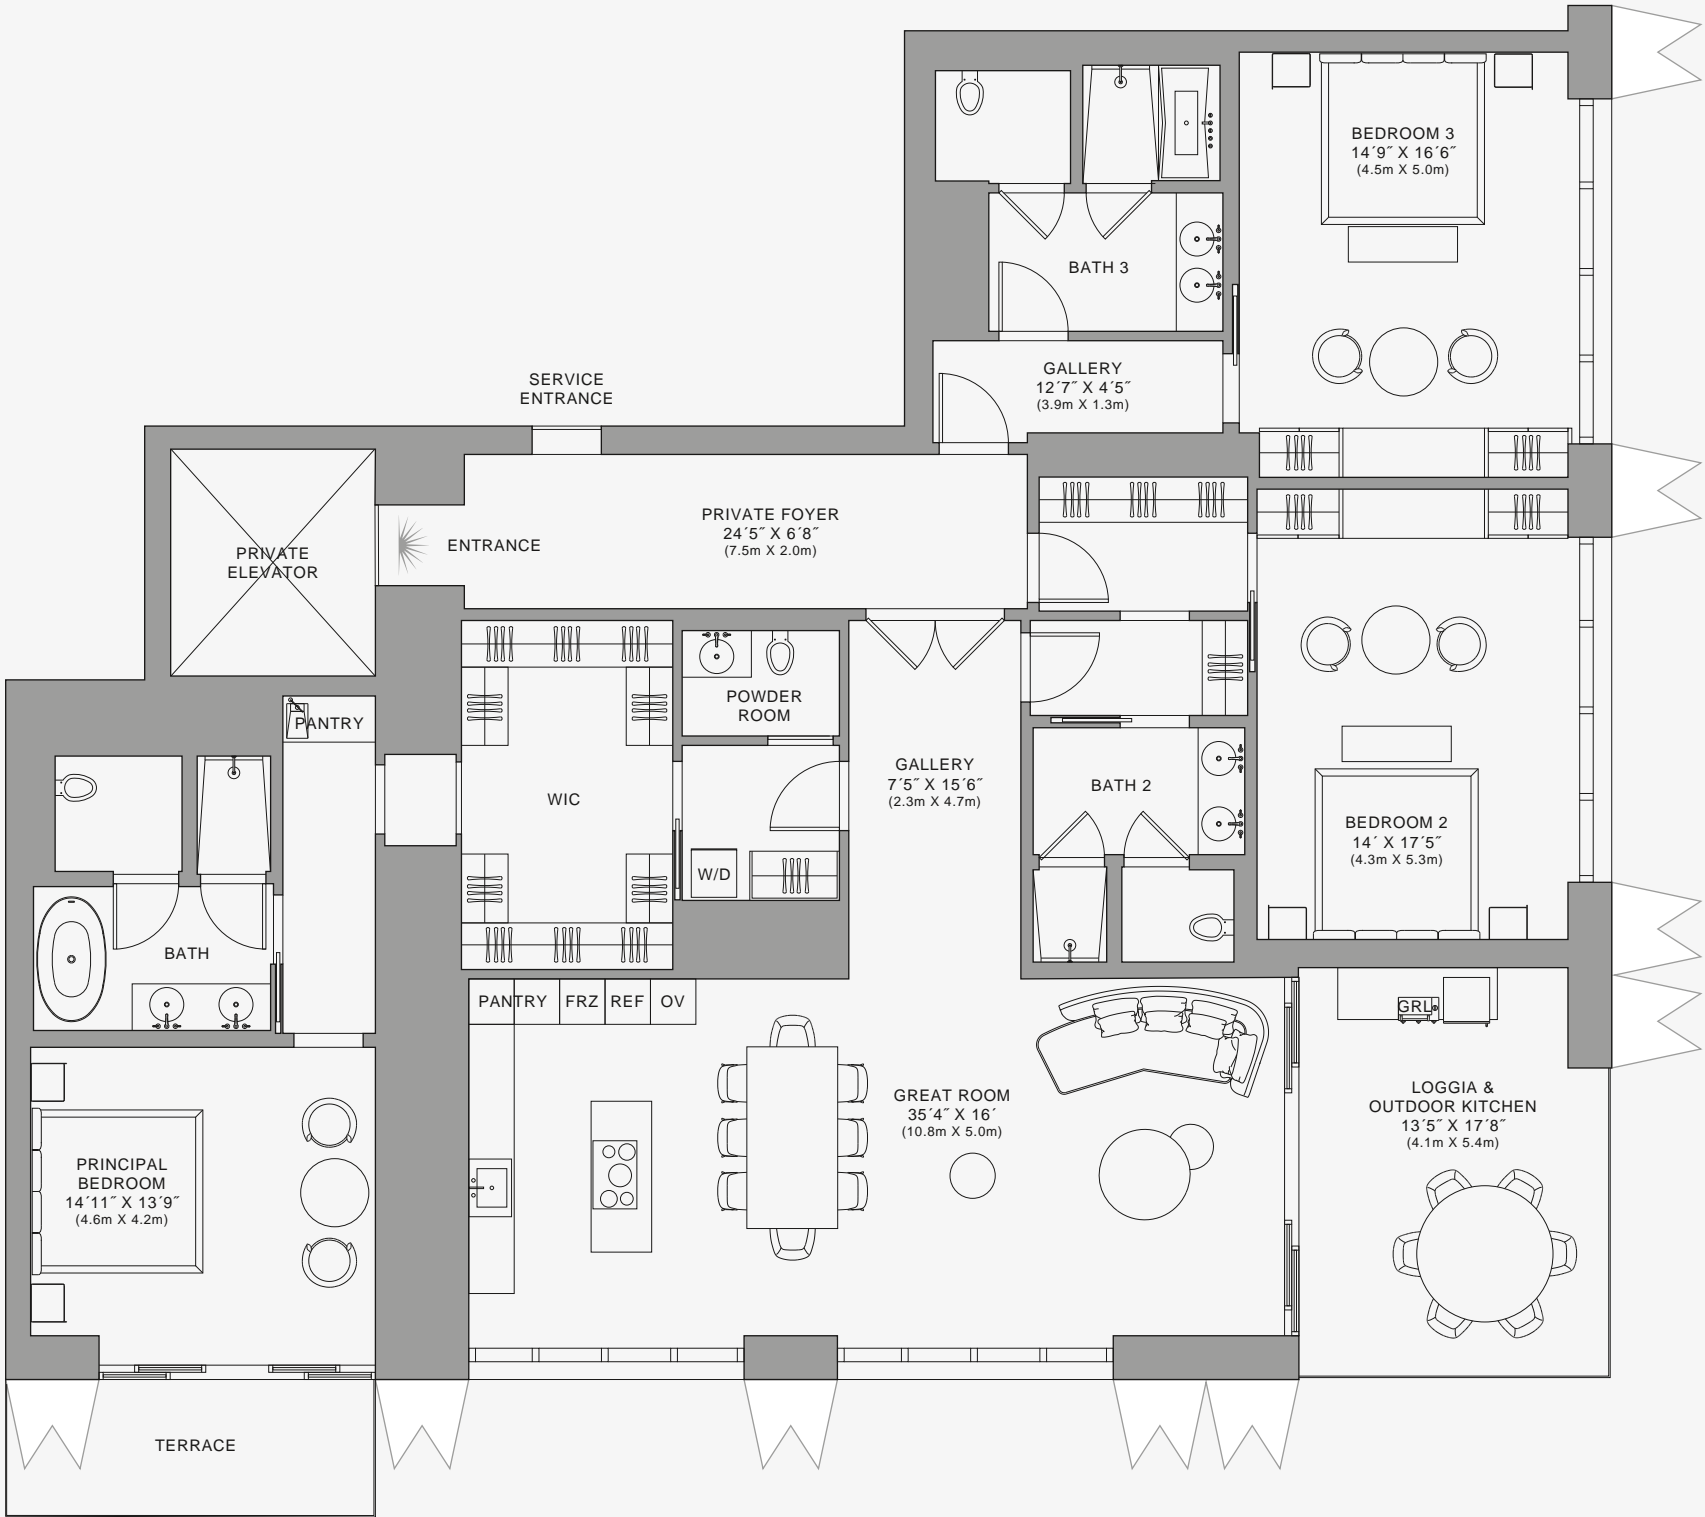 BEDROOM 3
14´9˝ X 16´6˝
(4.5m X 5.0m)
BATH 3
GALLERY
12´7˝ X 4´5˝
(3.9m X 1.3m)
SERVICE
ENTRANCE
PRIVATE FOYER
24´5˝ X 6´8˝
(7.5m X 2.0m)
ENTRANCE
PRIVATE
ELEVATOR
POWDER
ROOM
PANTRY
GALLERY
7´5˝ X 15´6˝
(2.3m X 4.7m)
WIC
BATH 2
BEDROOM 2
14´ X 17´5˝
(4.3m X 5.3m)
W/D
BATH
PANTRY
FRZ
REF
OV
GRL
GREAT ROOM
35´4˝ X 16´
(10.8m X 5.0m)
LOGGIA &
OUTDOOR KITCHEN
13´5˝ X 17´8˝
(4.1m X 5.4m)
PRINCIPAL
BEDROOM
14´11˝ X 13´9˝
(4.6m X 4.2m)
TERRACE